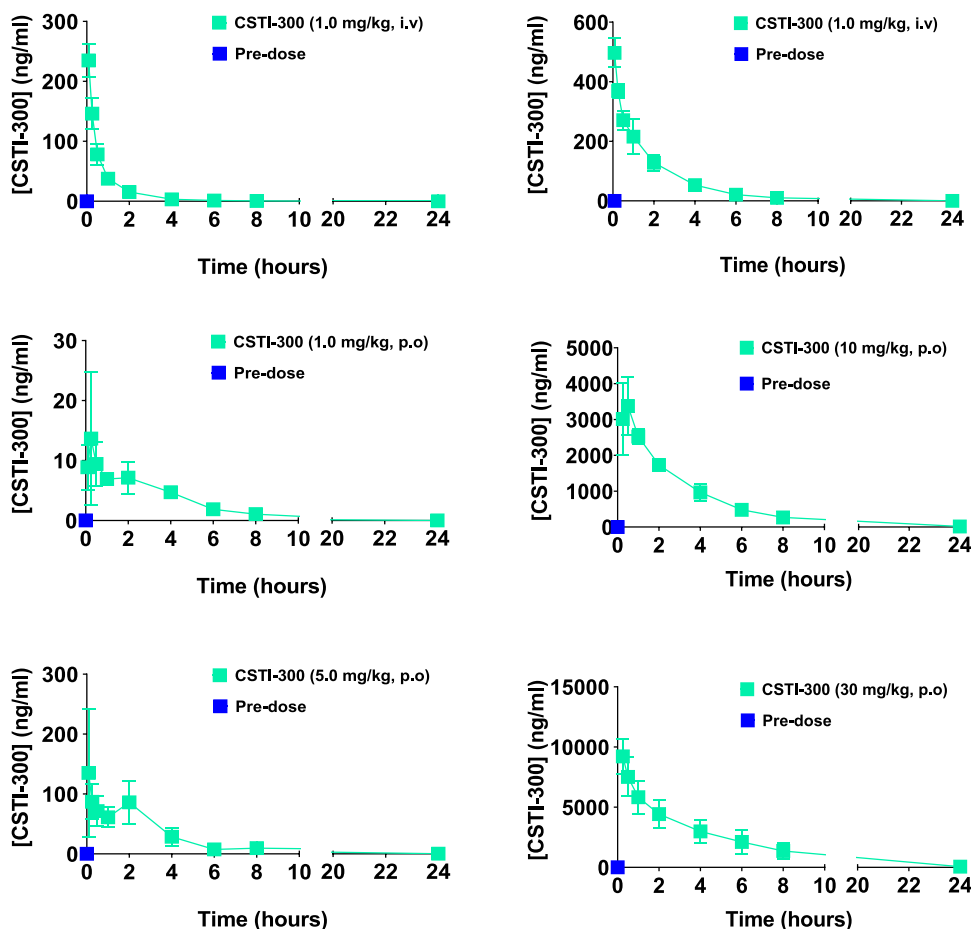 [CSTI-300] (ng/ml)
300
200
100
0
CSTI-300 (1.0 mg/kg, i.v)
Pre-dose
0 2 4 6 8 10 20 22 24
Time (hours)
[CSTI-300] (ng/ml)
600
400
200
0
CSTI-300 (1.0 mg/kg, i.v)
Pre-dose
0 2 4 6 8 10 20 22 24
Time (hours)
[CSTI-300] (ng/ml)
30
20
10
0
CSTI-300 (1.0 mg/kg, p.o)
Pre-dose
0 2 4 6 8 10 20 22 24
Time (hours)
[CSTI-300] (ng/ml)
5000
4000
3000
2000
1000
0
CSTI-300 (10 mg/kg, p.o)
Pre-dose
0 2 4 6 8 10 20 22 24
Time (hours)
[CSTI-300] (ng/ml)
300
200
100
0
CSTI-300 (5.0 mg/kg, p.o)
Pre-dose
0 2 4 6 8 10 20 22 24
Time (hours)
[CSTI-300] (ng/ml)
15000
10000
5000
0
CSTI-300 (30 mg/kg, p.o)
Pre-dose
0 2 4 6 8 10 20 22 24
Time (hours)